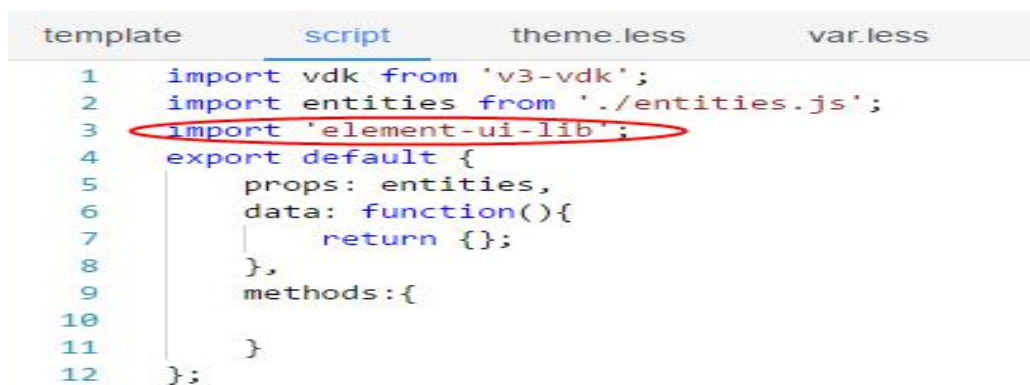 template script theme.less var.less
1 import vdk from 'v3-vdk';
2 import entities from './entities.js';
3 import 'element-ui-lib';
4 export default {
5 props: entities,
6 data: function(){
7 return {};
8 },
9 methods:{
10
11 }
12 };